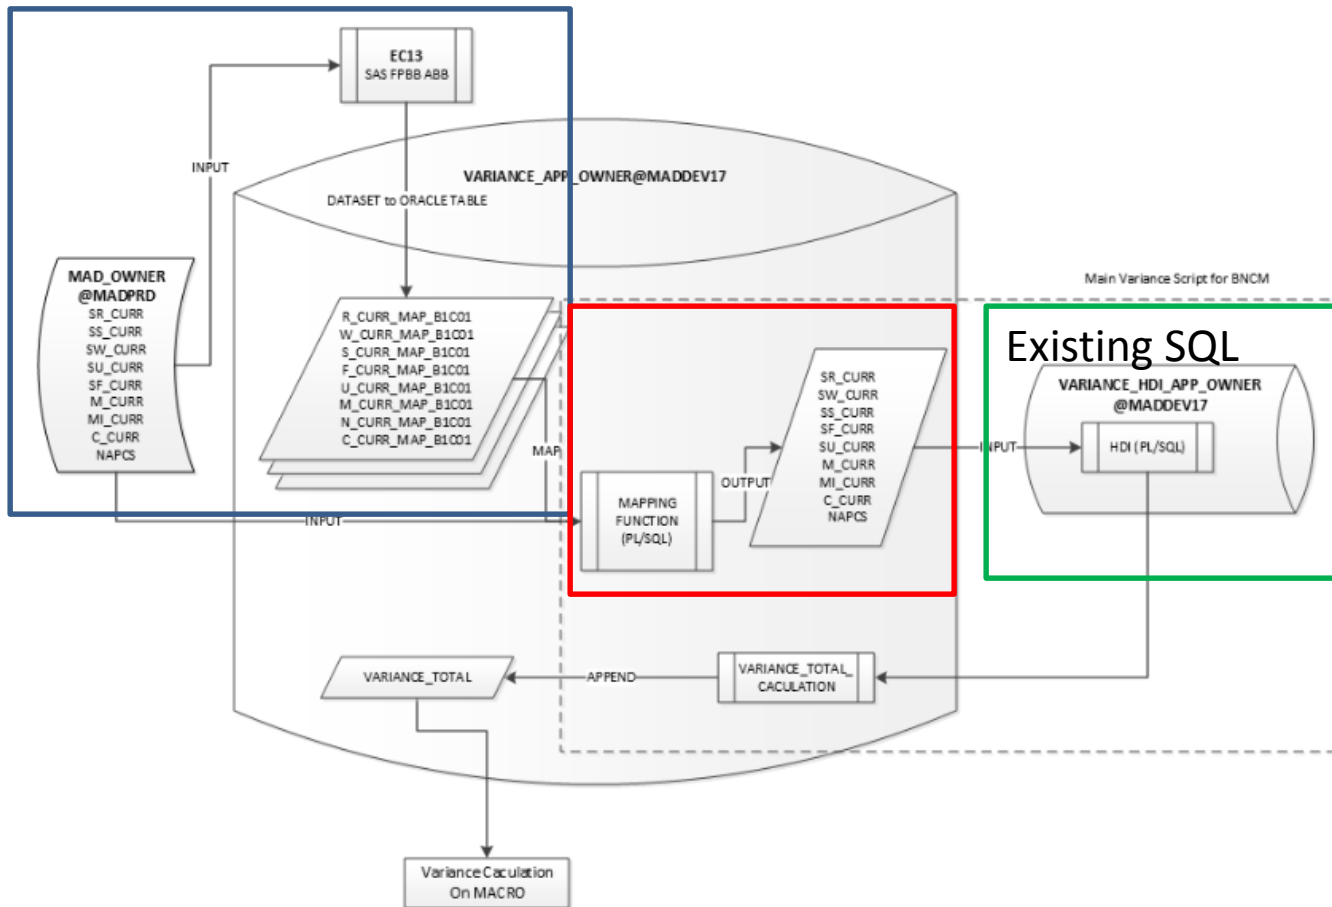 EC13
SAS FPBB ABB
INPUT
VARIANCE_APP_OWNER@MADDEV17
DATASET to ORACLE TABLE
MAD_OWNER
@MADPRD
SR_CURR
SS_CURR
SW_CURR
SU_CURR
SF_CURR
M_CURR
MI_CURR
C_CURR
NAPCS
R_CURR_MAP_B1C01
W_CURR_MAP_B1C01
S_CURR_MAP_B1C01
F_CURR_MAP_B1C01
U_CURR_MAP_B1C01
M_CURR_MAP_B1C01
N_CURR_MAP_B1C01
C_CURR_MAP_B1C01
MAP
INPUT
MAPPING
FUNCTION
(PL/SQL)
OUTPUT
SR_CURR
SW_CURR
SS_CURR
SF_CURR
SU_CURR
M_CURR
MI_CURR
C_CURR
NAPCS
INPUT
Main Variance Script for BNCM
Existing SQL
VARIANCE_HDI_APP_OWNER
@MADDEV17
HDI (PL/SQL)
VARIANCE_TOTAL_
CACULATION
APPEND
VARIANCE_TOTAL
Variance Caculation
On MACRO